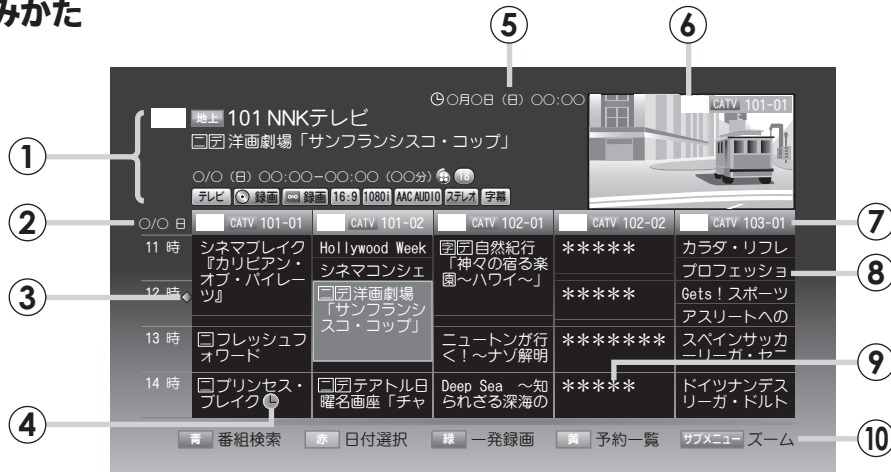 みかた
⑤
⑥
○月○日（日）○○:○○
CATV 101-01
①
地上 101 NNKテレビ
二デ洋画劇場「サンフランシスコ・コップ」
○/○（日）○○:○○−○○:○○（○○分） 18
テレビ 録画 録画 16:9 1080i AAC AUDIO ステレオ 字幕
②
○/○ 日 CATV 101-01 CATV 101-02 CATV 102-01 CATV 102-02 CATV 103-01
⑦
11 時
シネマブレイク
『カリビアン・
オブ・パイレー
ツ』
Hollywood Week
シネマコンシェ
字デ自然紀行
「神々の宿る楽
園〜ハワイ〜」
*****
カラダ・リフレ
プロフェッショ
⑧
③
12 時
二デ洋画劇場
「サンフランシ
スコ・コップ」
*****
Gets！スポーツ
アスリートへの
13 時
二フレッシュフ
ォワード
ニュートンが行
く！〜ナゾ解明
*******
スペインサッカ
ーリーガ・セニ
⑨
14 時
二プリンセス・
ブレイク
二デテアトル日
曜名画座「チャ
Deep Sea 〜知
られざる深海の
*****
ドイツナンデス
リーガ・ドルト
④
青 番組検索 赤 日付選択 緑 一発録画 黄 予約一覧 サブメニュー ズーム
⑩